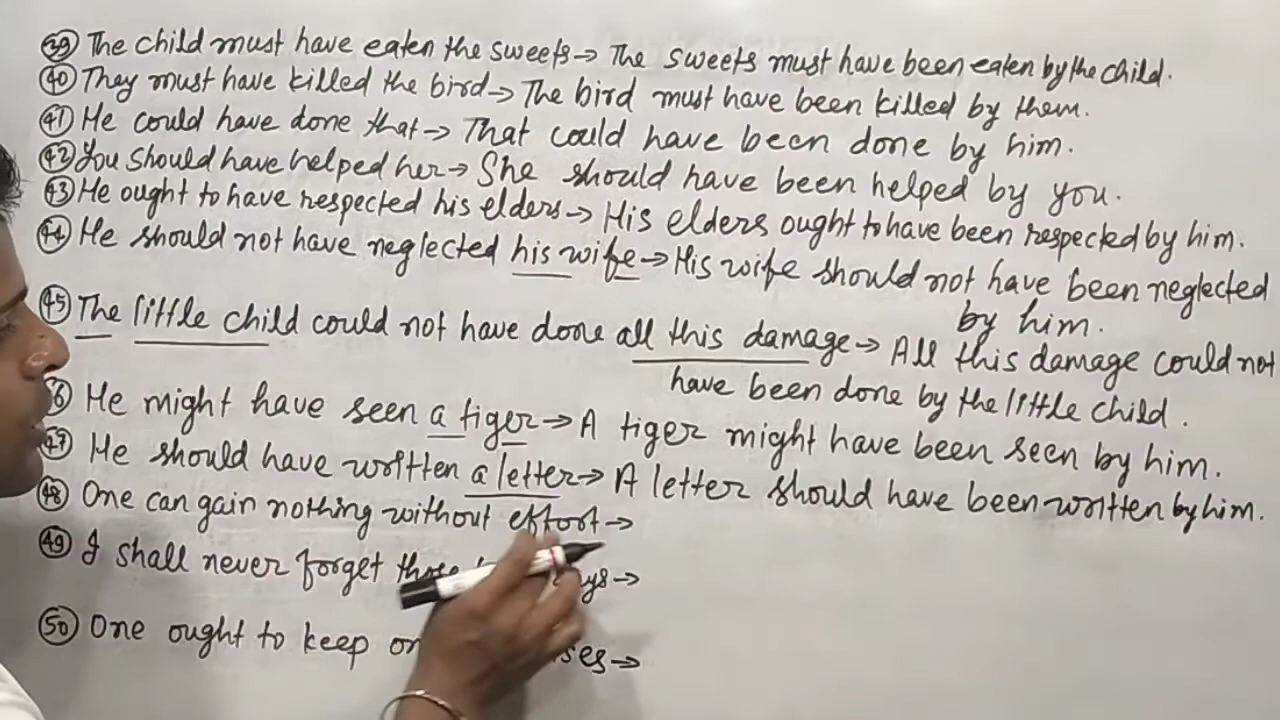 39 The child must have eaten the sweets→ The sweets must have been eaten by the child.
40 They must have killed the bird→ The bird must have been killed by them.
41 He could have done that→ That could have been done by him.
42 You should have helped her→ She should have been helped by you.
43 He ought to have respected his elders→ His elders ought to have been respected by him.
44 He should not have neglected his wife→ His wife should not have been neglected
by him.
45 The little child could not have done all this damage→ All this damage could not
have been done by the little child.
6 He might have seen a tiger→ A tiger might have been seen by him.
47 He should have written a letter→ A letter should have been written by him.
48 One can gain nothing without effort→
49 I shall never forget those →
50 One ought to keep →